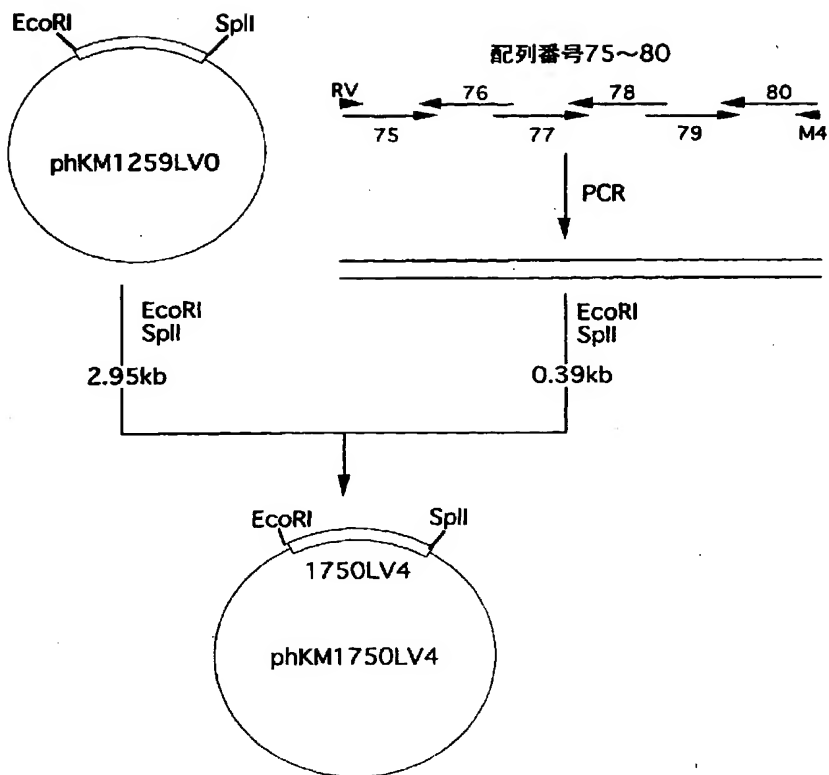 EcoRI SplI
phKM1259LV0
配列番号75〜80
RV 76 78 80
75 77 79 M4
PCR
EcoRI
SplI
2.95kb
EcoRI
SplI
0.39kb
EcoRI SplI
1750LV4
phKM1750LV4